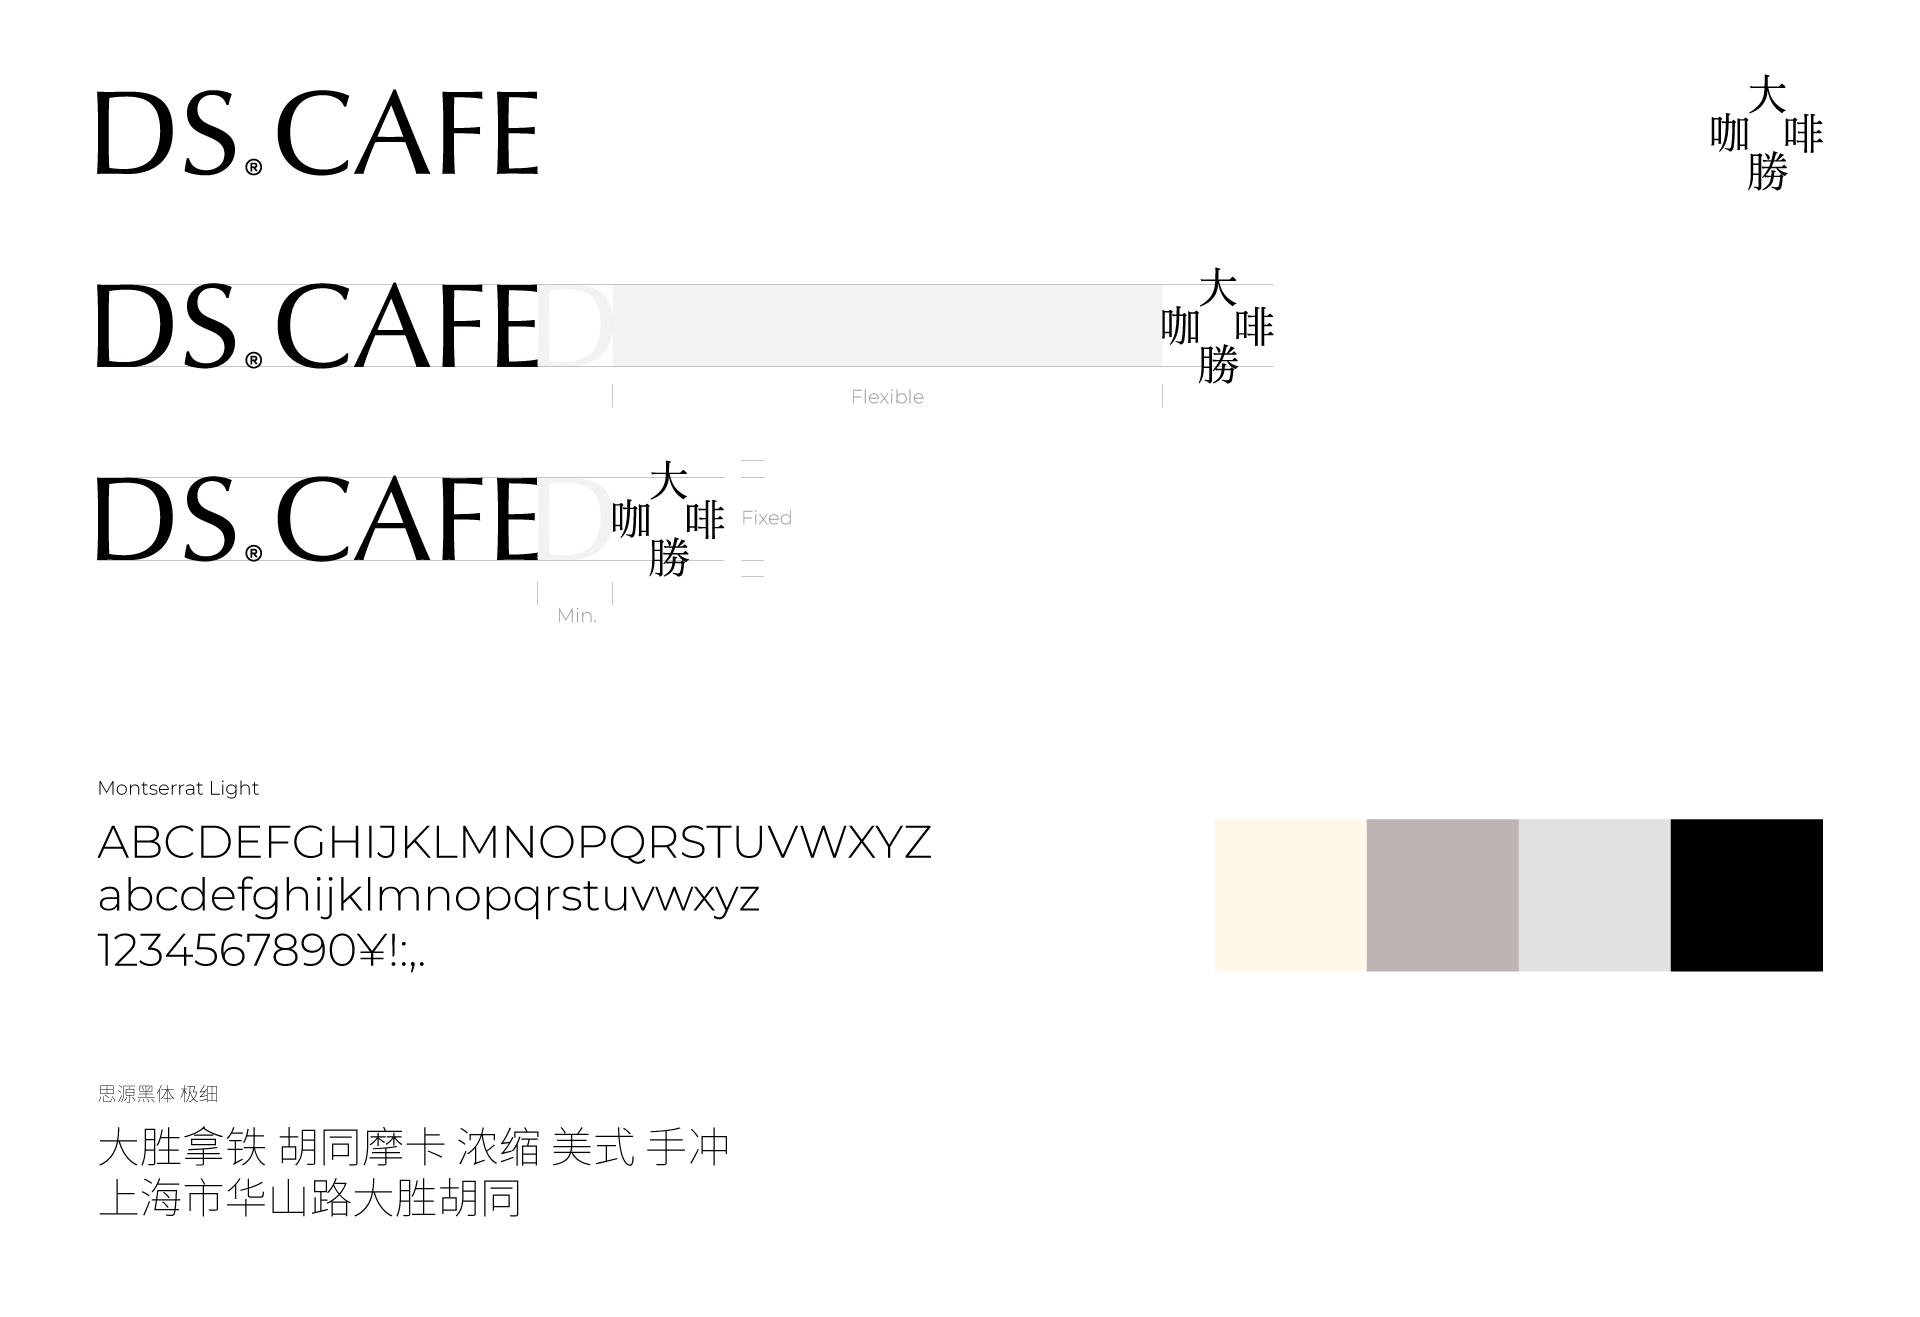 DS.®CAFE
大
咖 啡
勝
DS.®CAFE D
大
咖 啡
勝
Flexible
DS.®CAFE D
大
咖 啡
勝
Fixed
Min.
Montserrat Light
ABCDEFGHIJKLMNOPQRSTUVWXYZ
abcdefghijklmnopqrstuvwxyz
1234567890¥!:,.
思源黑体 极细
大胜拿铁 胡同摩卡 浓缩 美式 手冲
上海市华山路大胜胡同